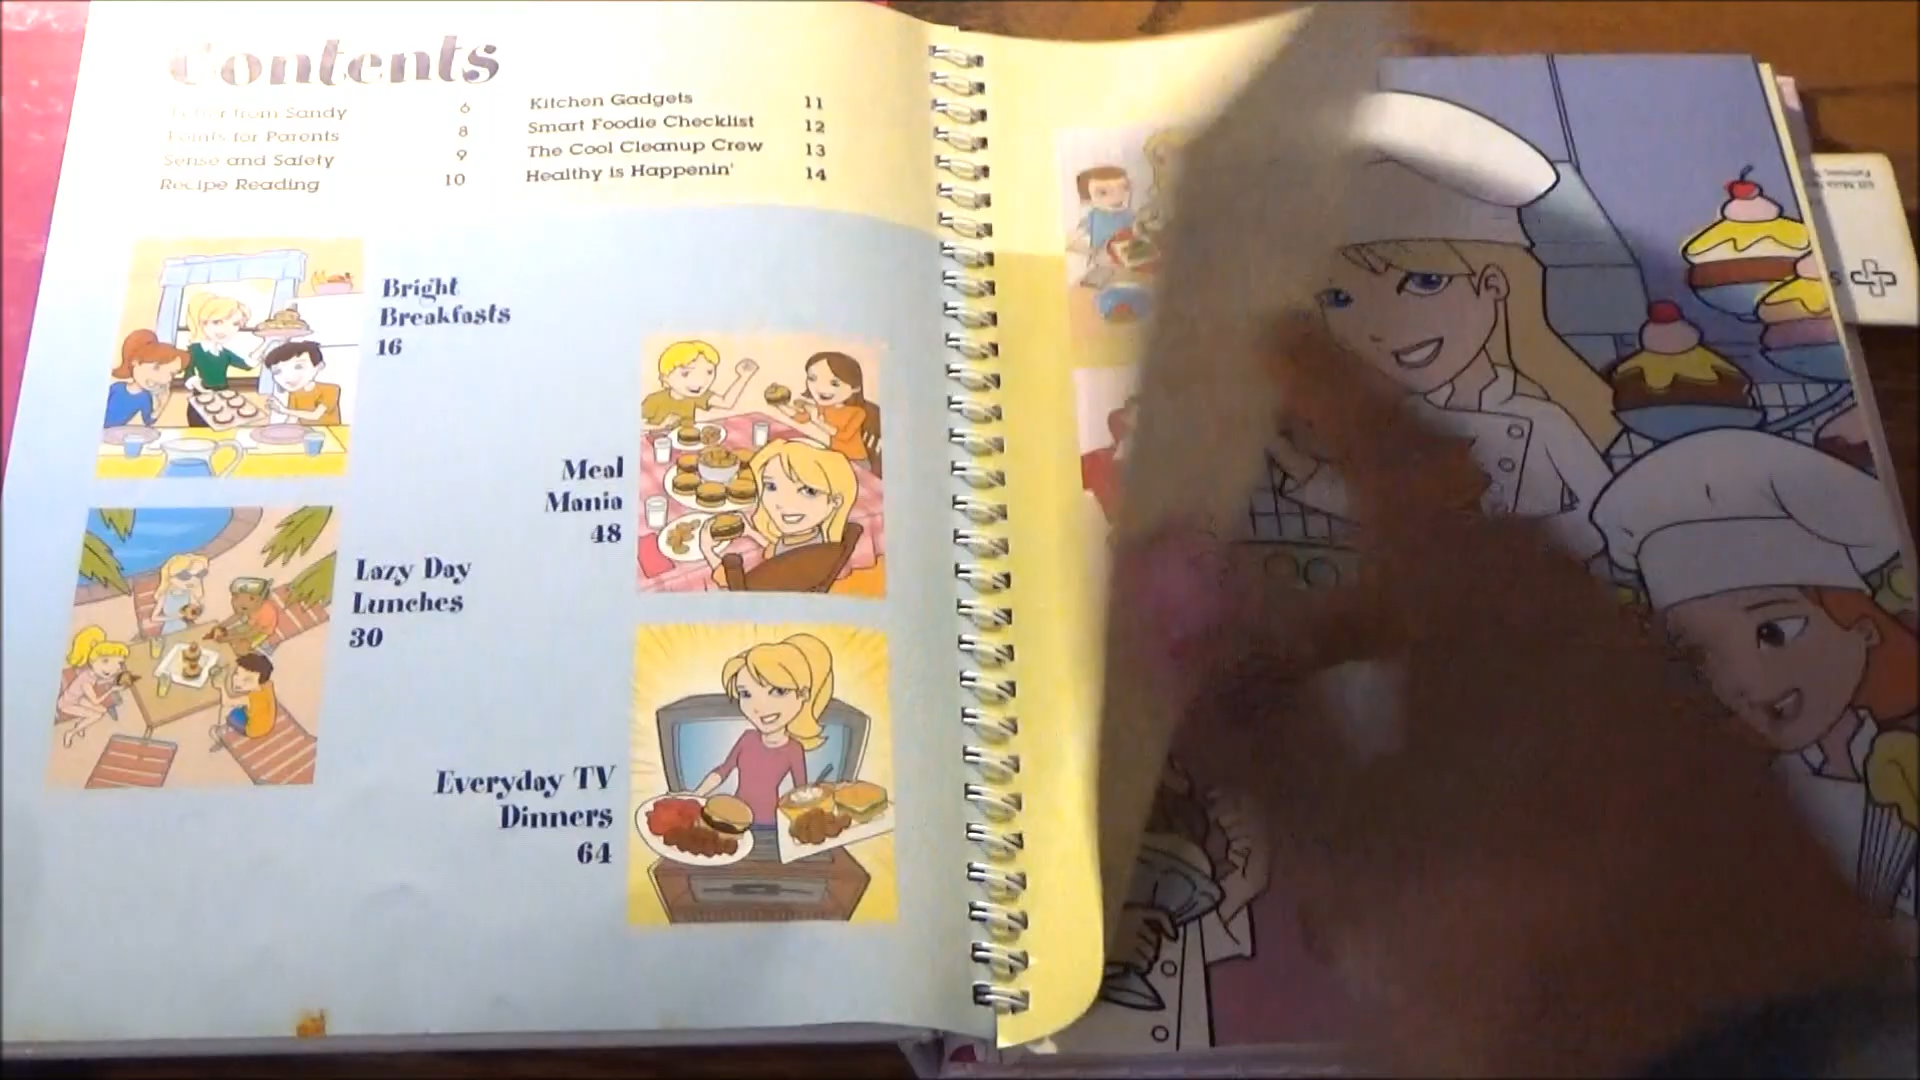 Contents
Letter from Sandy 6
Points for Parents 8
Sense and Safety 9
Recipe Reading 10
Kitchen Gadgets 11
Smart Foodie Checklist 12
The Cool Cleanup Crew 13
Healthy is Happenin' 14
Bright
Breakfasts
16
Meal
Mania
48
Lazy Day
Lunches
30
Everyday TV
Dinners
64